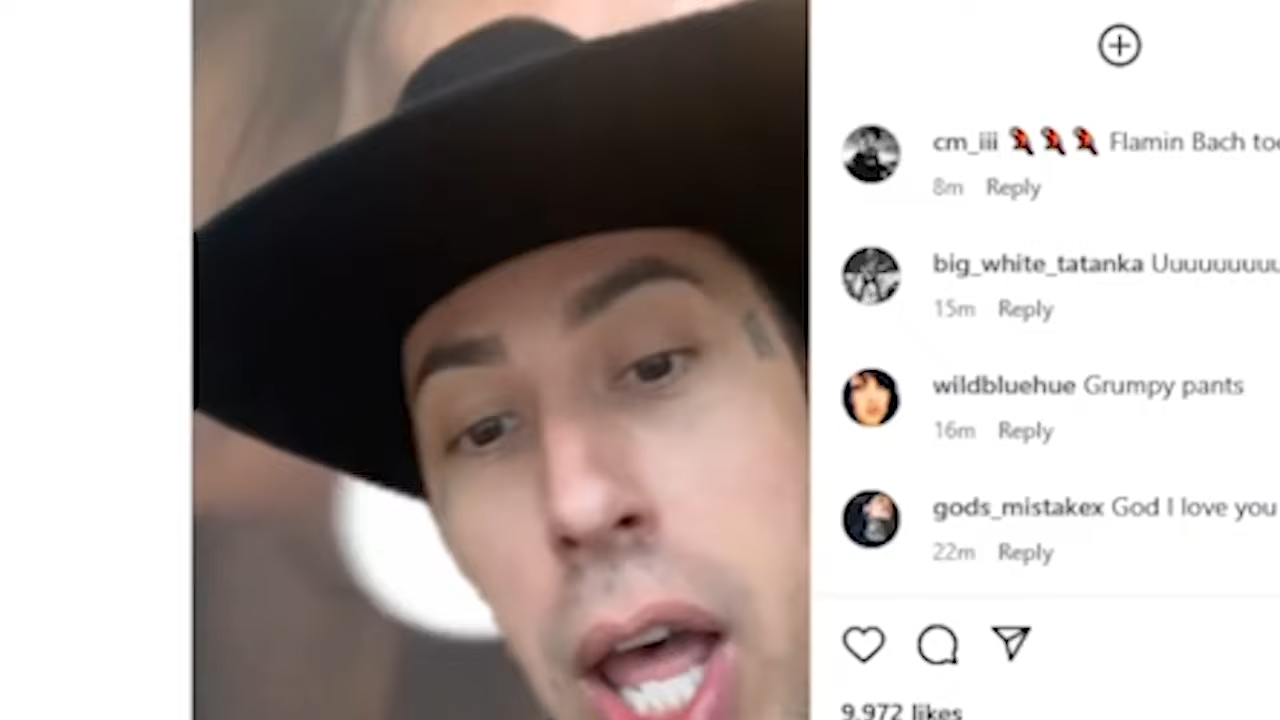 cm_iii Flamin Bach too
8m Reply
big_white_tatanka Uuuuuuuu
15m Reply
wildbluehue Grumpy pants
16m Reply
gods_mistakex God I love you
22m Reply
9,972 likes